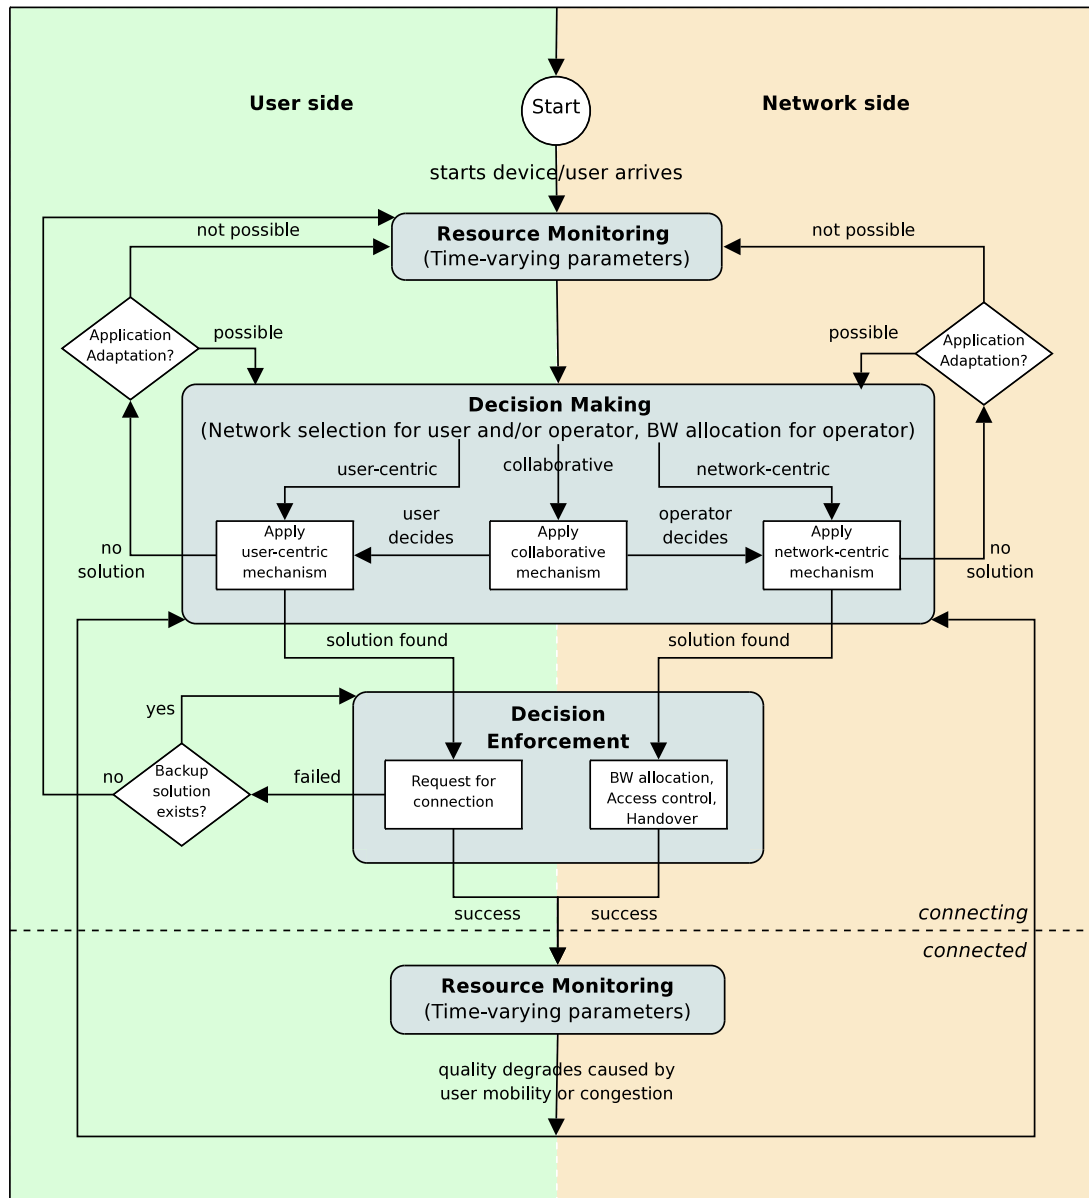 User side
Start
Network side
starts device/user arrives
Resource Monitoring
(Time-varying parameters)
not possible
not possible
Application
Adaptation?
possible
possible
Application
Adaptation?
Decision Making
(Network selection for user and/or operator, BW allocation for operator)
user-centric
collaborative
network-centric
no
solution
Apply
user-centric
mechanism
user
decides
Apply
collaborative
mechanism
operator
decides
Apply
network-centric
mechanism
no
solution
solution found
solution found
yes
no
Backup
solution
exists?
failed
Decision
Enforcement
Request for
connection
BW allocation,
Access control,
Handover
success
success
connecting
connected
Resource Monitoring
(Time-varying parameters)
quality degrades caused by
user mobility or congestion